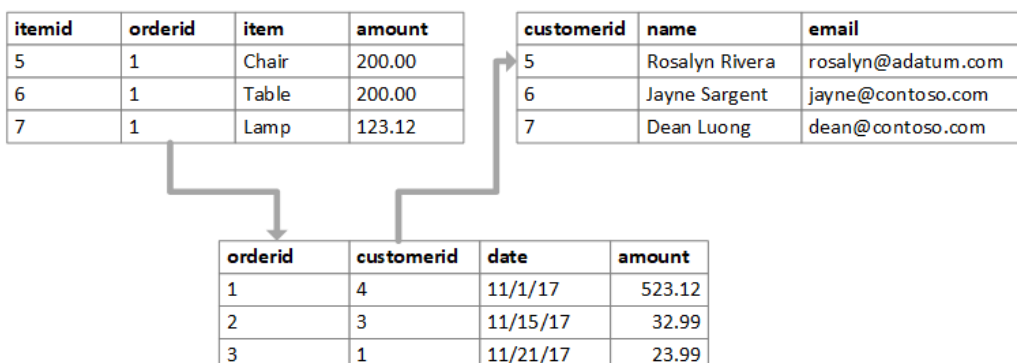 itemid orderid item amount
5 1 Chair 200.00
6 1 Table 200.00
7 1 Lamp 123.12
customerid name email
5 Rosalyn Rivera rosalyn@adatum.com
6 Jayne Sargent jayne@contoso.com
7 Dean Luong dean@contoso.com
orderid customerid date amount
1 4 11/1/17 523.12
2 3 11/15/17 32.99
3 1 11/21/17 23.99